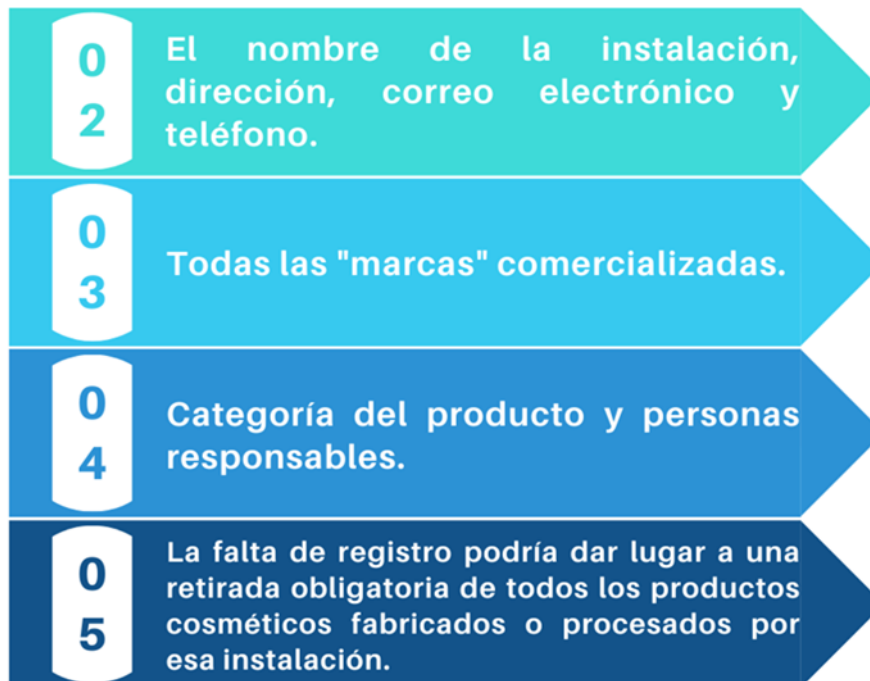 0
2
El nombre de la instalación,
dirección, correo electrónico y
teléfono.
0
3
Todas las "marcas" comercializadas.
0
4
Categoría del producto y personas
responsables.
0
5
La falta de registro podría dar lugar a una
retirada obligatoria de todos los productos
cosméticos fabricados o procesados por
esa instalación.